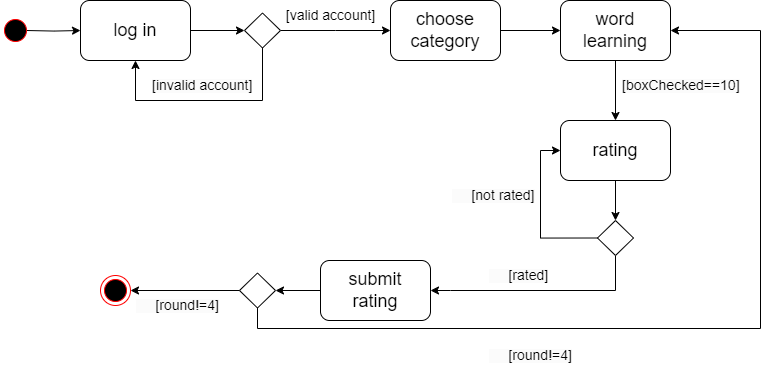 log in
[valid account]
choose
category
word
learning
[invalid account]
[boxChecked==10]
rating
[not rated]
submit
rating
[rated]
[round!=4]
[round!=4]